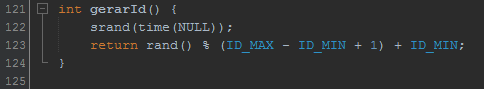 121 int gerarId() {
122 srand(time(NULL));
123 return rand() % (ID_MAX - ID_MIN + 1) + ID_MIN;
124 }
125